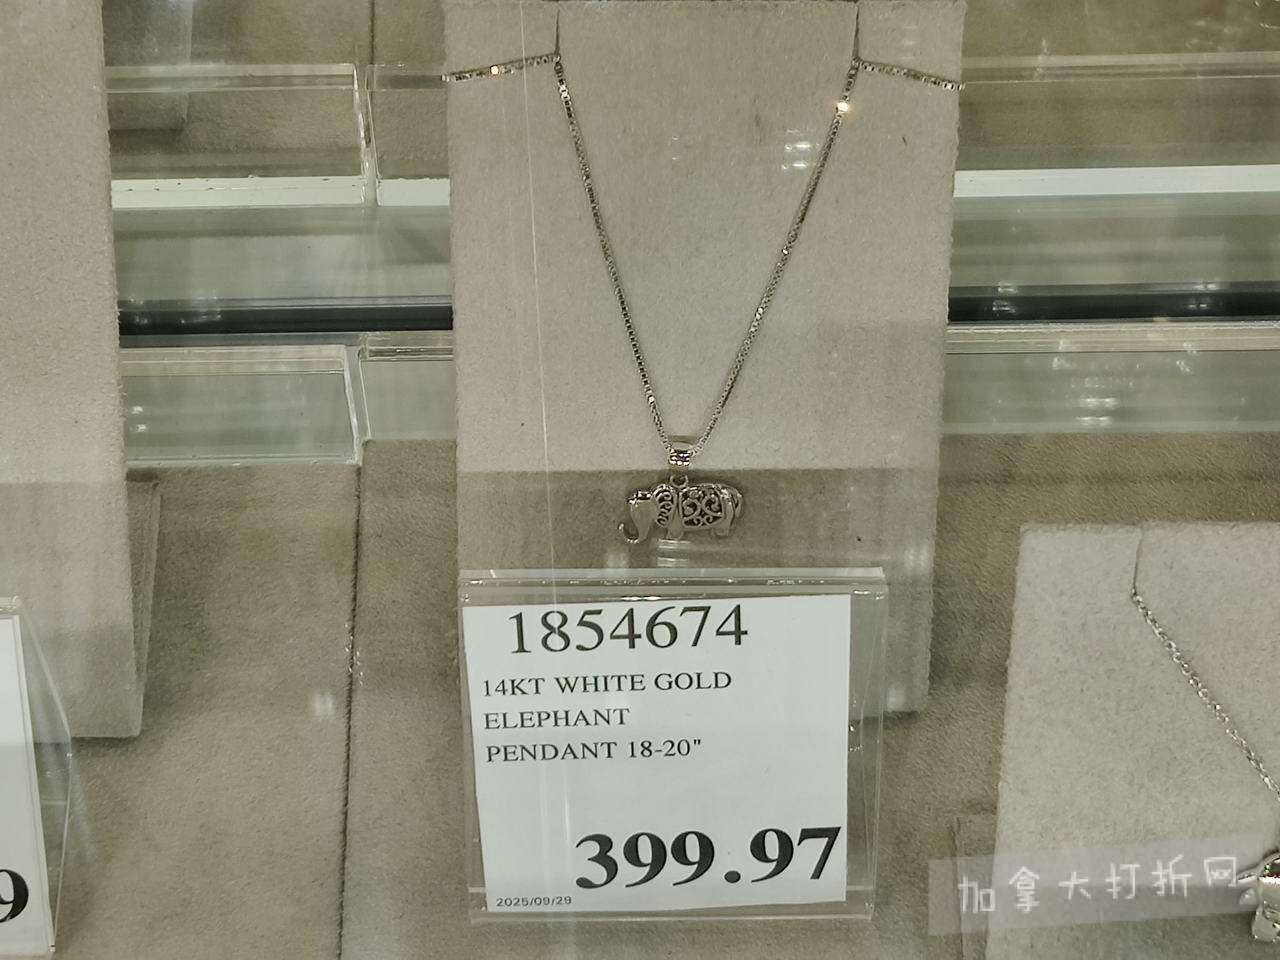 1854674
14KT WHITE GOLD
ELEPHANT
PENDANT 18-20"
399.97
2025/09/29
9
加拿大打折网